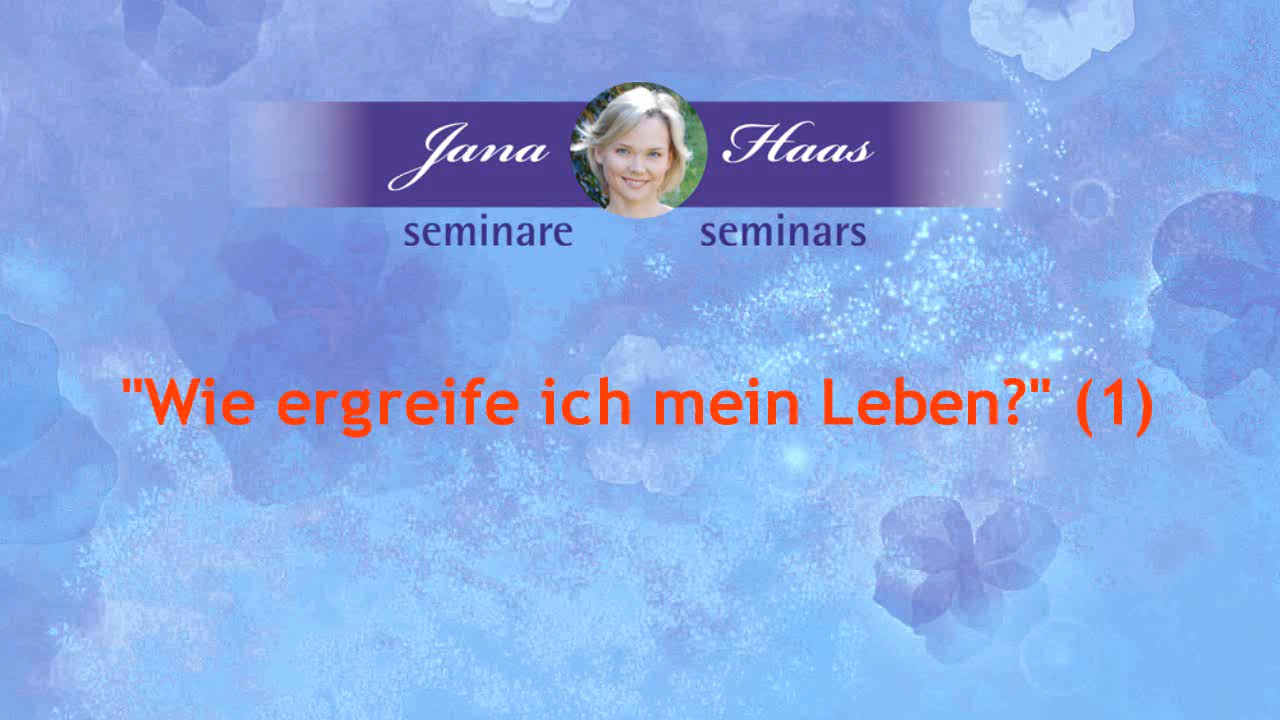 Jana Haas
seminare seminars
"Wie ergreife ich mein Leben?" (1)